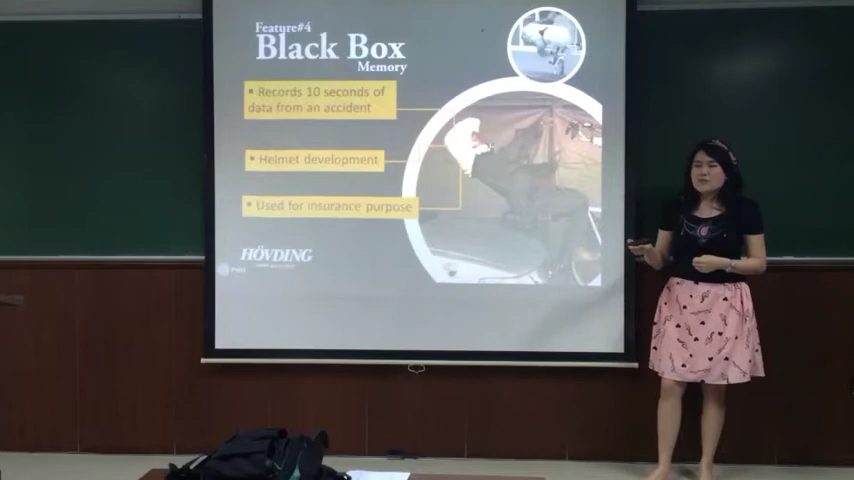 Feature#4
Black Box
Memory
▪ Records 10 seconds of
data from an accident
▪ Helmet development
▪ Used for insurance purpose
HÖVDING